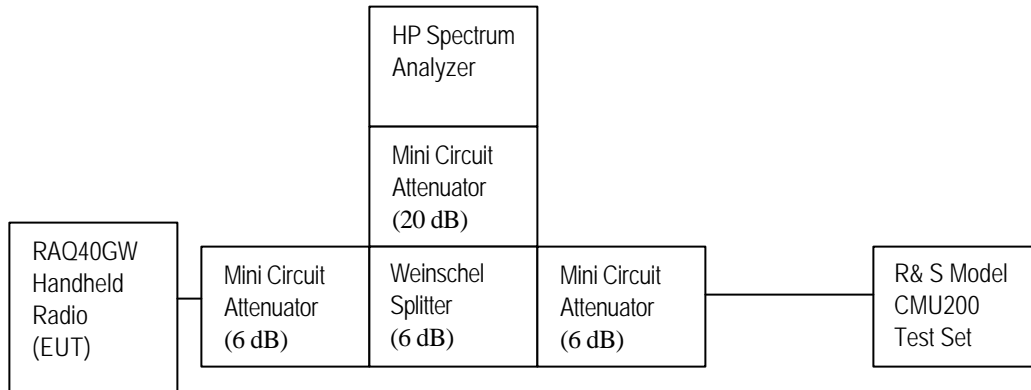 HP Spectrum
Analyzer
Mini Circuit
Attenuator
(20 dB)
RAQ40GW
Handheld
Radio
(EUT)
Mini Circuit
Attenuator
(6 dB)
Weinschel
Splitter
(6 dB)
Mini Circuit
Attenuator
(6 dB)
R& S Model
CMU200
Test Set